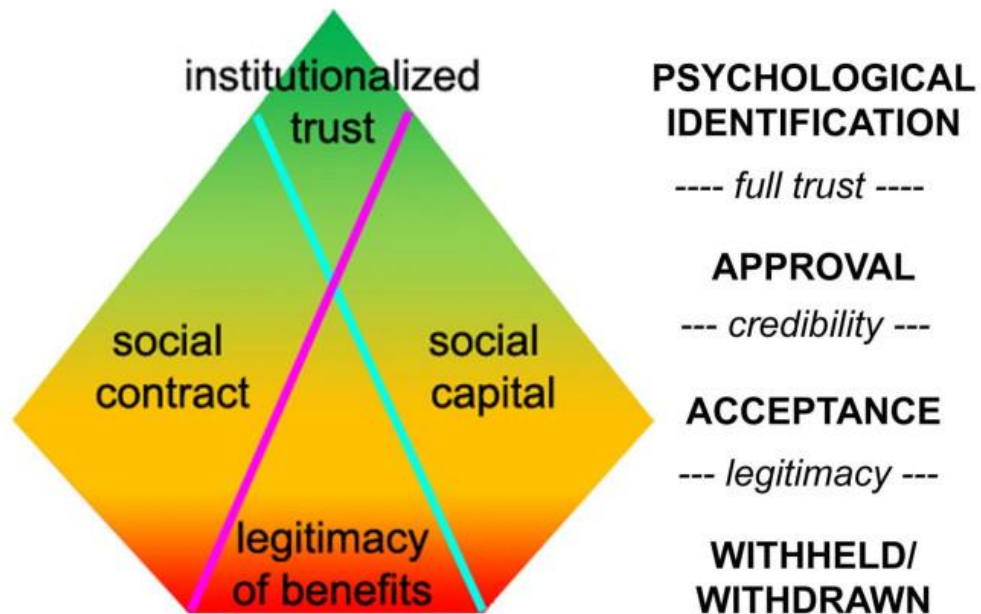 institutionalized
trust
social
contract
social
capital
legitimacy
of benefits
PSYCHOLOGICAL
IDENTIFICATION
---- full trust ----
APPROVAL
--- credibility ---
ACCEPTANCE
--- legitimacy ---
WITHHELD/
WITHDRAWN